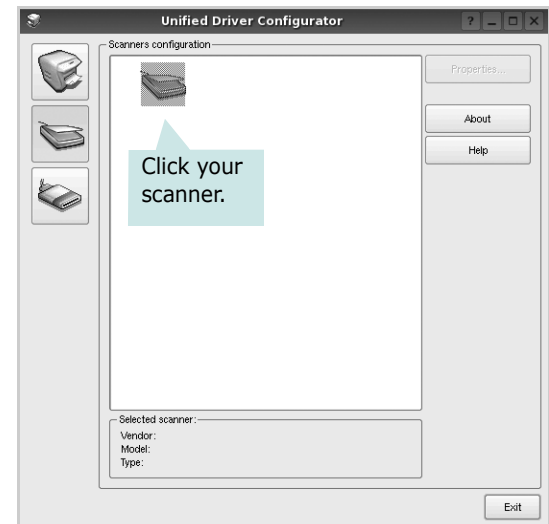 Unified Driver Configurator
Scanners configuration
Properties...
About
Help
Click your
scanner.
Selected scanner:
Vendor:
Model:
Type:
Exit